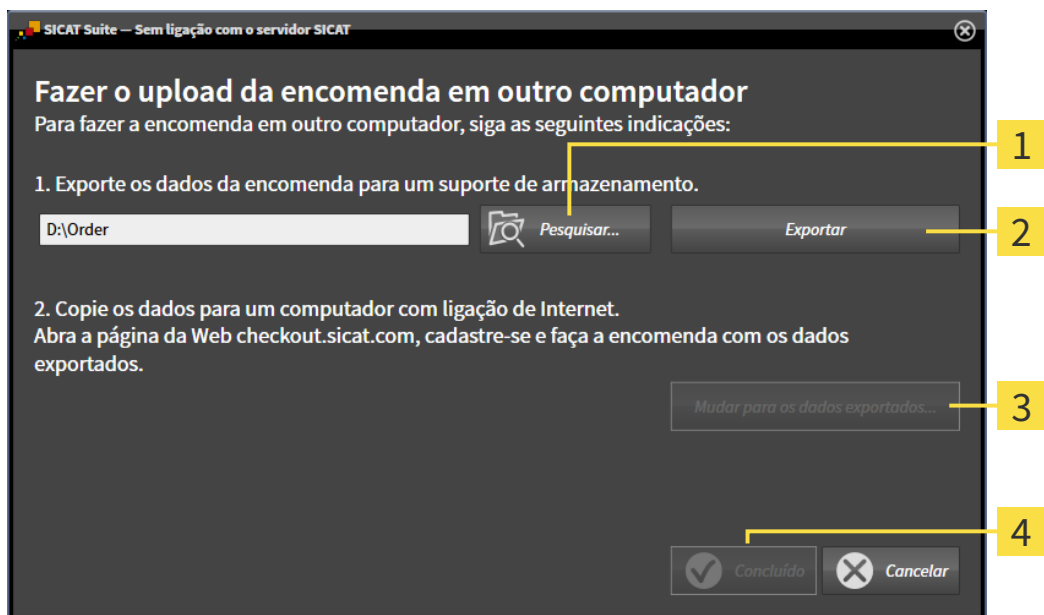 SICAT Suite — Sem ligação com o servidor SICAT
Fazer o upload da encomenda em outro computador
Para fazer a encomenda em outro computador, siga as seguintes indicações:
1
1. Exporte os dados da encomenda para um suporte de armazenamento.
D:\Order
Pesquisar...
Exportar
2
2. Copie os dados para um computador com ligação de Internet.
Abra a página da Web checkout.sicat.com, cadastre-se e faça a encomenda com os dados
exportados.
Mudar para os dados exportados...
3
4
Concluído
Cancelar